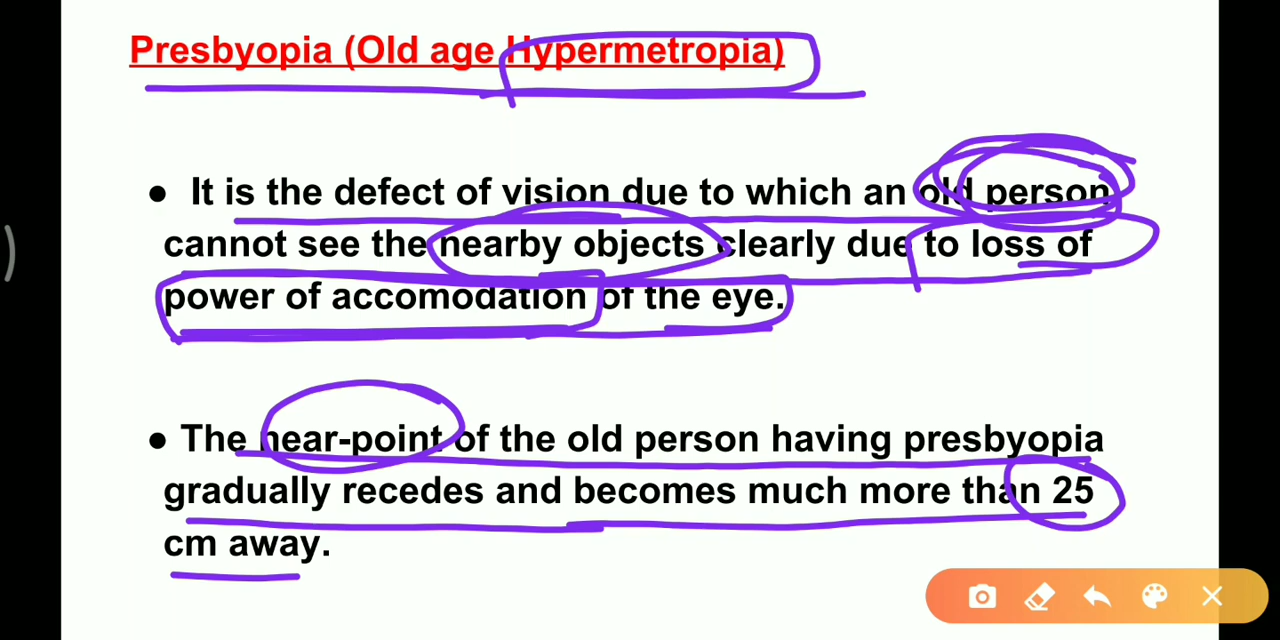 Presbyopia (Old age Hypermetropia)
● It is the defect of vision due to which an old person
cannot see the nearby objects clearly due to loss of
power of accomodation of the eye.
● The near-point of the old person having presbyopia
gradually recedes and becomes much more than 25
cm away.